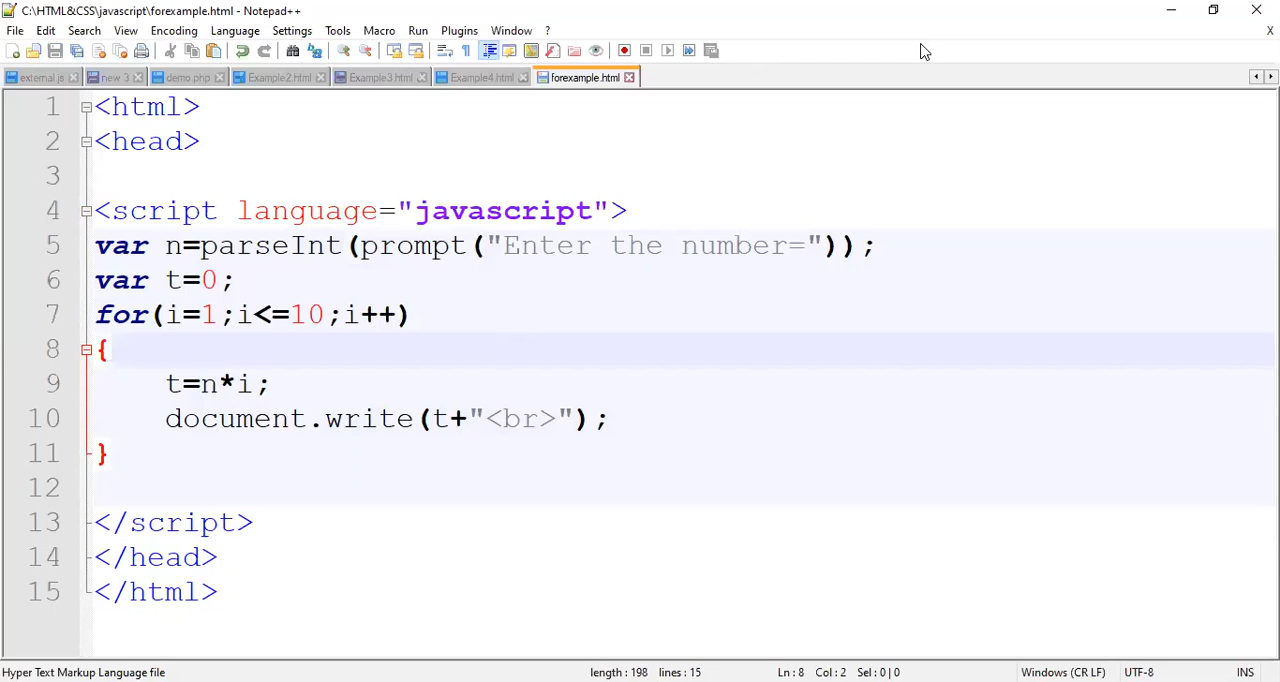 C:\HTML&CSS\javascript\forexample.html - Notepad++
File Edit Search View Encoding Language Settings Tools Macro Run Plugins Window ? X
external.js new 3 demo.php Example2.html Example3.html Example4.html forexample.html
1 <html>
2 <head>
3
4 <script language="javascript">
5 var n=parseInt(prompt("Enter the number="));
6 var t=0;
7 for(i=1;i<=10;i++)
8 {
9 t=n*i;
10 document.write(t+"<br>");
11 }
12
13 </script>
14 </head>
15 </html>
Hyper Text Markup Language file length : 198 lines : 15 Ln : 8 Col : 2 Sel : 0 | 0 Windows (CR LF) UTF-8 INS